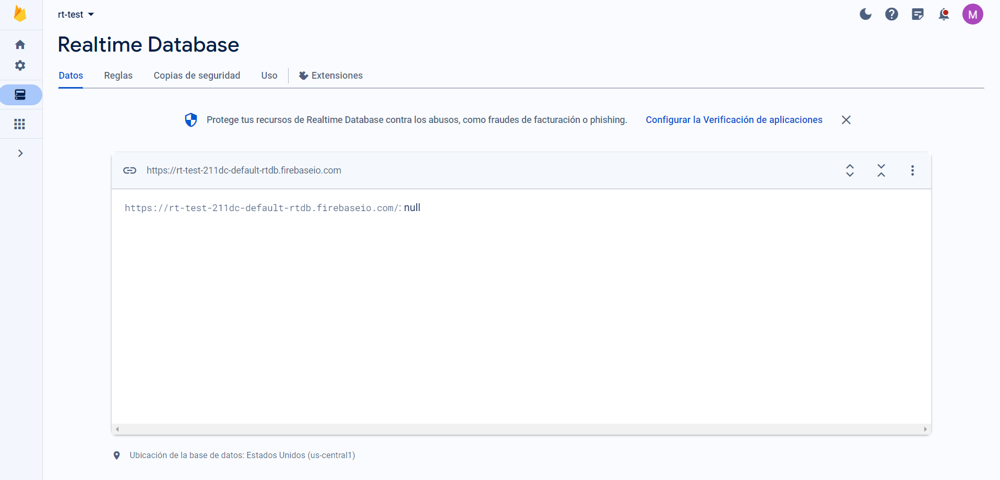 rt-test
M
Realtime Database
Datos Reglas Copias de seguridad Uso Extensiones
Protege tus recursos de Realtime Database contra los abusos, como fraudes de facturación o phishing. Configurar la Verificación de aplicaciones
https://rt-test-211dc-default-rtdb.firebaseio.com
https://rt-test-211dc-default-rtdb.firebaseio.com/: null
Ubicación de la base de datos: Estados Unidos (us-central1)